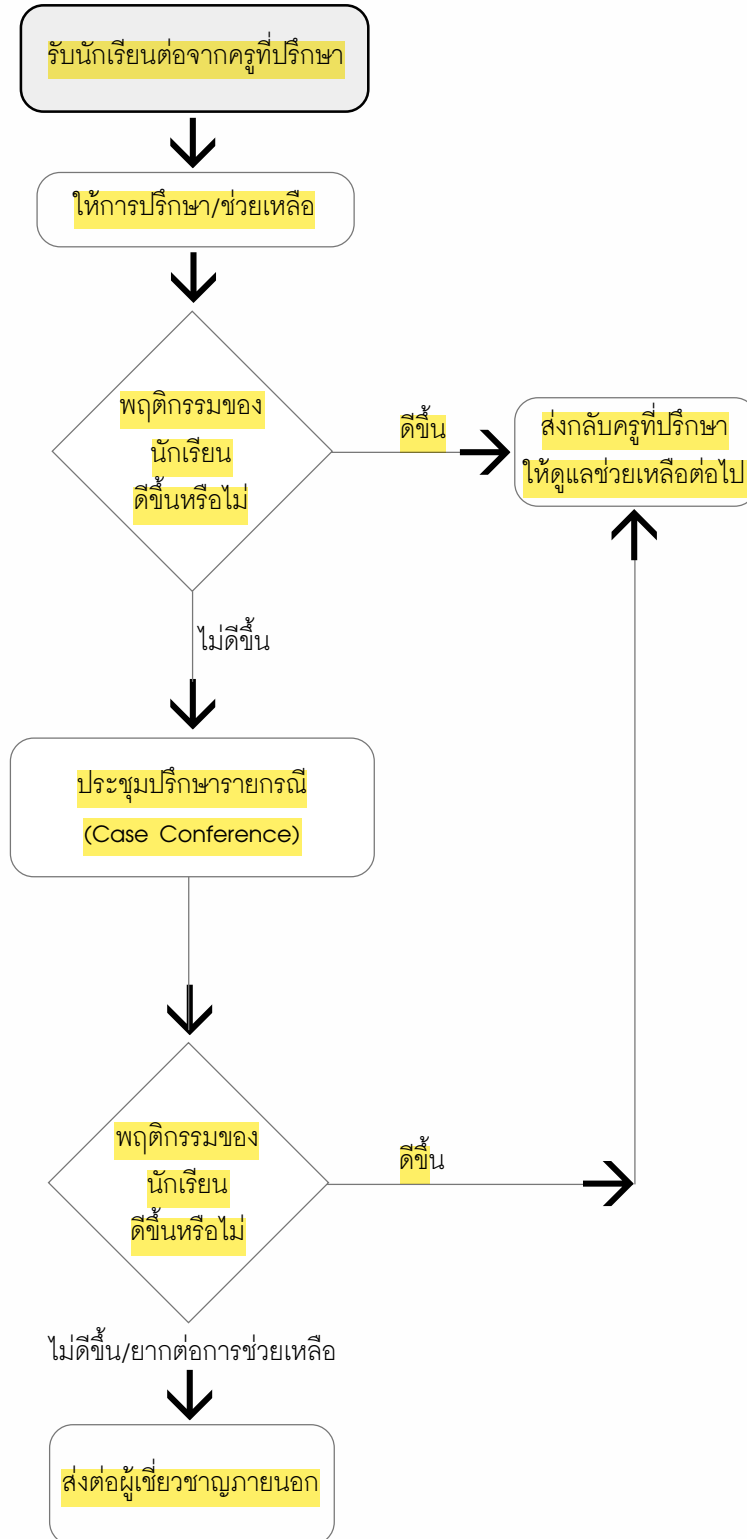 รับนักเรียนต่อจากครูที่ปรึกษา
ให้การปรึกษา/ช่วยเหลือ
พฤติกรรมของ
นักเรียน
ดีขึ้นหรือไม่
ดีขึ้น
ส่งกลับครูที่ปรึกษา
ให้ดูแลช่วยเหลือต่อไป
ไม่ดีขึ้น
ประชุมปรึกษารายกรณี
(Case Conference)
พฤติกรรมของ
นักเรียน
ดีขึ้นหรือไม่
ดีขึ้น
ไม่ดีขึ้น/ยากต่อการช่วยเหลือ
ส่งต่อผู้เชี่ยวชาญภายนอก